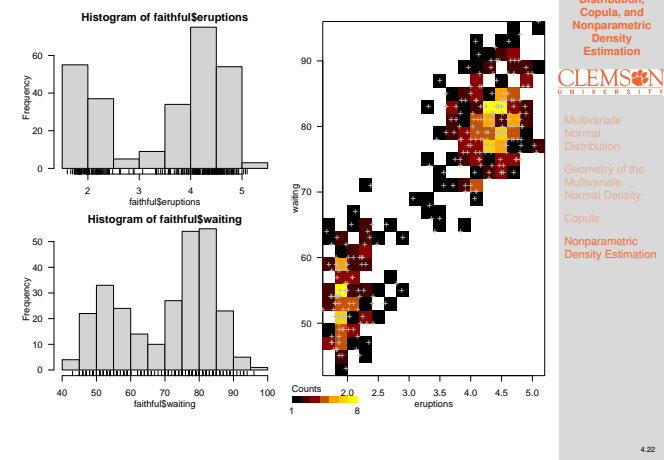 Histogram of faithful$eruptions
Frequency
0
20
40
60
2 3 4 5
faithful$eruptions
Histogram of faithful$waiting
Frequency
0
10
20
30
40
50
40 50 60 70 80 90 100
faithful$waiting
waiting
90
80
70
60
50
2.0 2.5 3.0 3.5 4.0 4.5 5.0
eruptions
Counts
1 8
Distribution,
Copula, and
Nonparametric
Density
Estimation
CLEMSON
UNIVERSITY
Multivariate
Normal
Distribution
Geometry of the
Multivariate
Normal Density
Copula
Nonparametric
Density Estimation
4.22